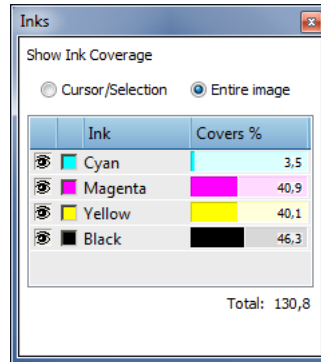 Inks
Show Ink Coverage
Cursor/Selection Entire image
Ink Covers %
Cyan 3,5
Magenta 40,9
Yellow 40,1
Black 46,3
Total: 130,8